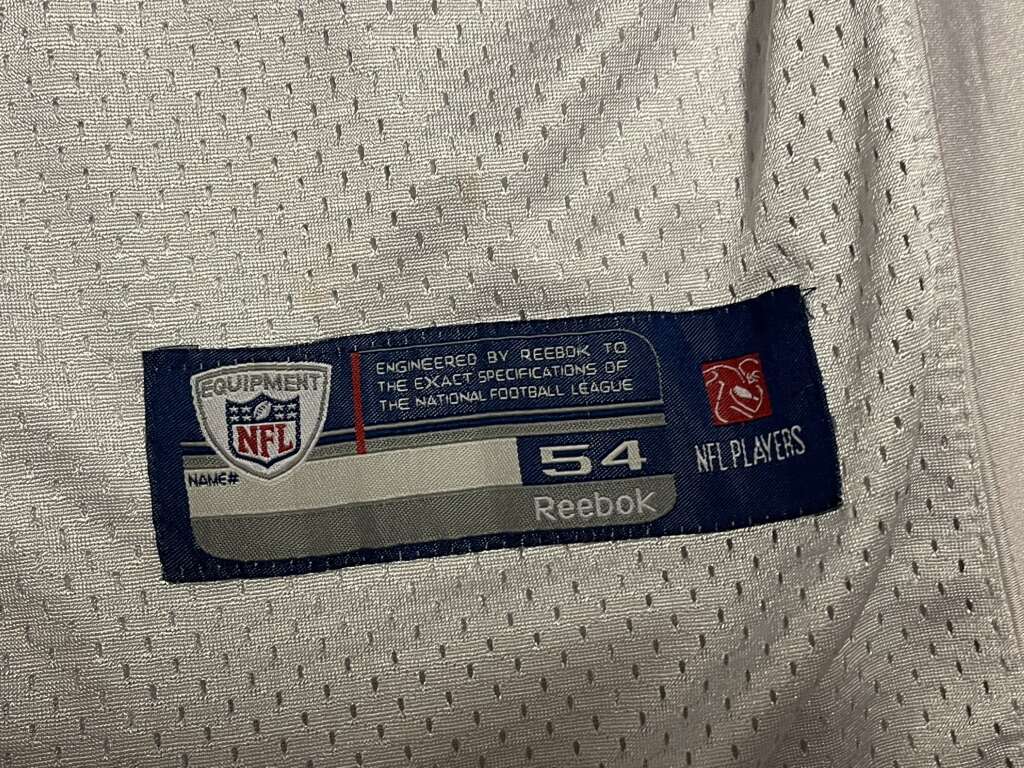 EQUIPMENT
NFL
ENGINEERED BY REEBOK TO
THE EXACT SPECIFICATIONS OF
THE NATIONAL FOOTBALL LEAGUE
NAME#
54
Reebok
NFL PLAYERS